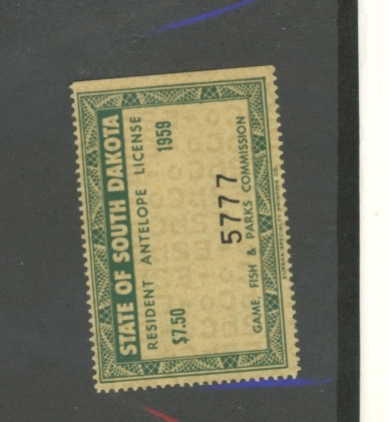 STATE OF SOUTH DAKOTA
RESIDENT ANTELOPE LICENSE
$7.50 1959
5777
GAME, FISH & PARKS COMMISSION